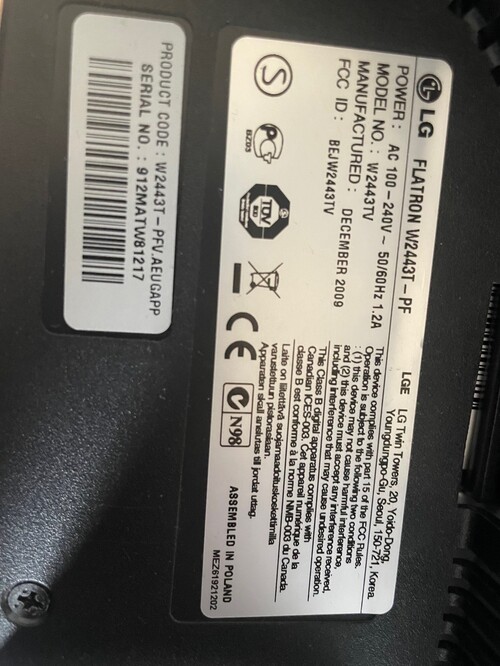 LG FLATRON W2443T-PF
POWER : AC 100-240V~ 50/60Hz 1.2A
MODEL NO. : W2443TV
MANUFACTURED : DECEMBER 2009
FCC ID : BEJW2443TV
LGE LG Twin Towers, 20, Yoido-Dong,
Youngdungpo-Gu, Seoul, 150-721, Korea
This device complies with part 15 of the FCC Rules.
Operation is subject to the following two conditions
: (1) this device may not cause harmful interference,
and (2) this device must accept any interference received,
including interference that may cause undesired operation.
This Class B digital apparatus complies with
Canadian ICES-003. Cet appareil numérique de
classe B est conforme à la norme NMB-003 du Canada.
Laite on liitettävä suojamaadoituskoskettimilla
varustettuun pistorasiaan.
Apparaten skall anslutas till jordat uttag.
S
PC
TÜV
CE
N98
ASSEMBLED IN POLAND
MEZ61921202
PRODUCT CODE : W2443T-PFV.AEUGAPP
SERIAL NO. : 912MATW81217